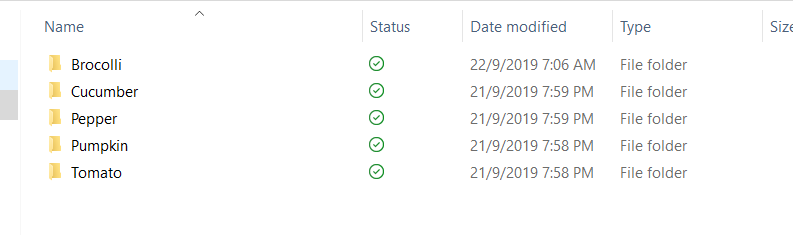 Name Status Date modified Type Size
Brocolli 22/9/2019 7:06 AM File folder
Cucumber 21/9/2019 7:59 PM File folder
Pepper 21/9/2019 7:59 PM File folder
Pumpkin 21/9/2019 7:58 PM File folder
Tomato 21/9/2019 7:58 PM File folder